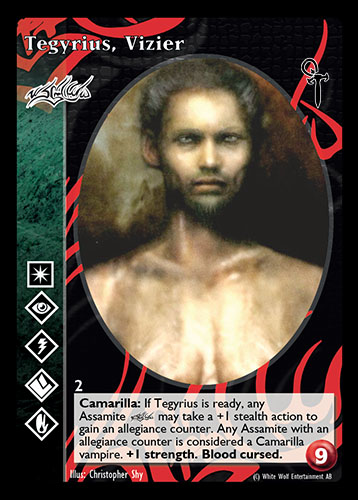 Tegyrius, Vizier
2
Camarilla: If Tegyrius is ready, any
Assamite may take a +1 stealth action to
gain an allegiance counter. Any Assamite with an
allegiance counter is considered a Camarilla
vampire. +1 strength. Blood cursed.
9
Illus: Christopher Shy
(C) White Wolf Entertainment AB